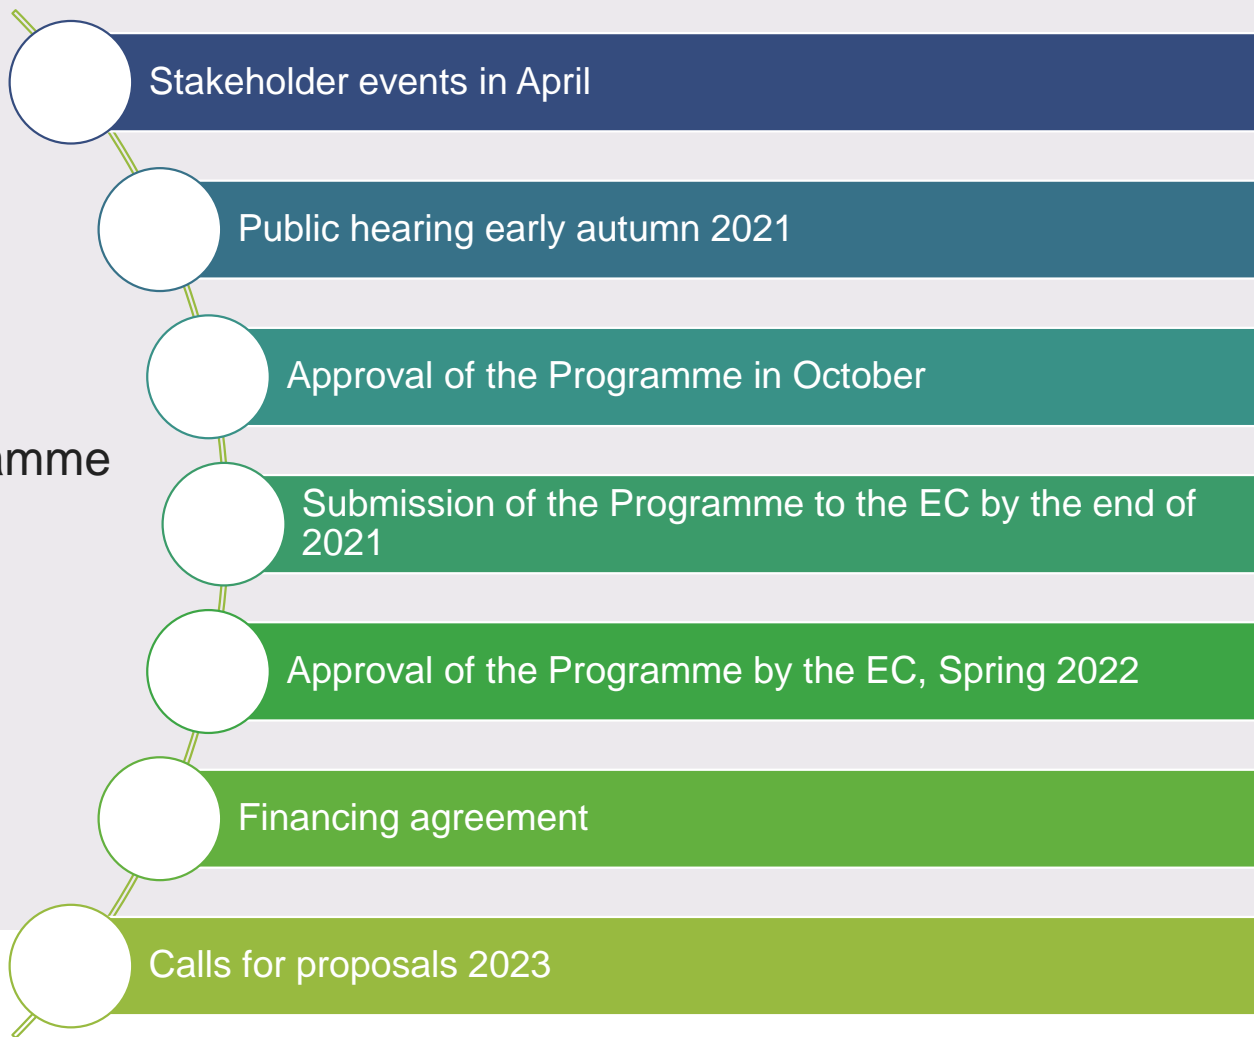 Stakeholder events in April
Public hearing early autumn 2021
Approval of the Programme in October
amme
Submission of the Programme to the EC by the end of
2021
Approval of the Programme by the EC, Spring 2022
Financing agreement
Calls for proposals 2023